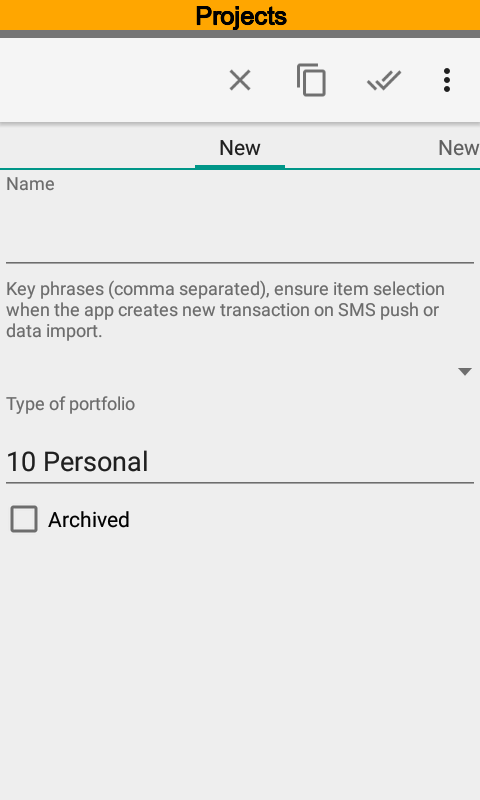 Projects
New
New
Name
Key phrases (comma separated), ensure item selection
when the app creates new transaction on SMS push or
data import.
Type of portfolio
10 Personal
Archived